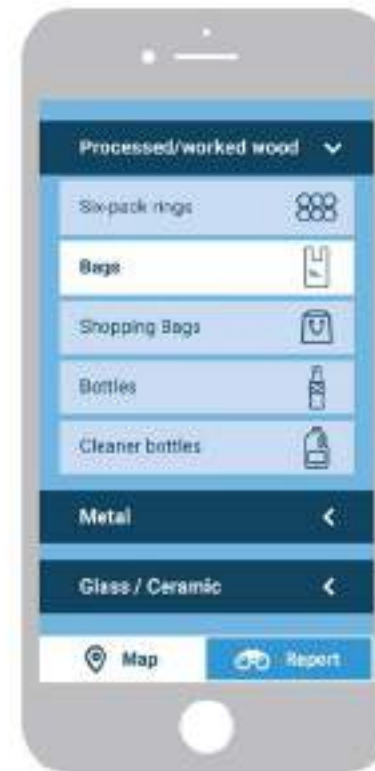 Processed/worked wood
Six-pack rings
Bags
Shopping Bags
Bottles
Cleaner bottles
Metal
Glass / Ceramic
Map
Report